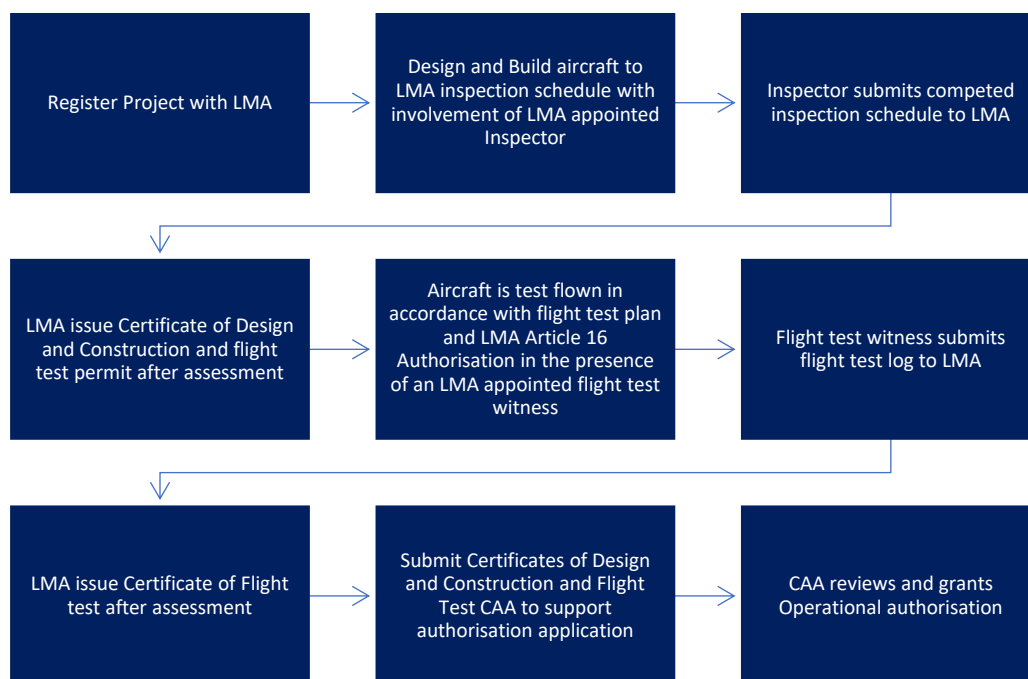 Register Project with LMA
Design and Build aircraft to
LMA inspection schedule with
involvement of LMA appointed
Inspector
Inspector submits competed
inspection schedule to LMA
LMA issue Certificate of Design
and Construction and flight
test permit after assessment
Aircraft is test flown in
accordance with flight test plan
and LMA Article 16
Authorisation in the presence
of an LMA appointed flight test
witness
Flight test witness submits
flight test log to LMA
LMA issue Certificate of Flight
test after assessment
Submit Certificates of Design
and Construction and Flight
Test CAA to support
authorisation application
CAA reviews and grants
Operational authorisation